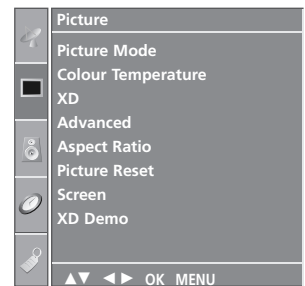 Picture
Picture Mode
Colour Temperature
XD
Advanced
Aspect Ratio
Picture Reset
Screen
XD Demo
▲▼ ◄► OK MENU